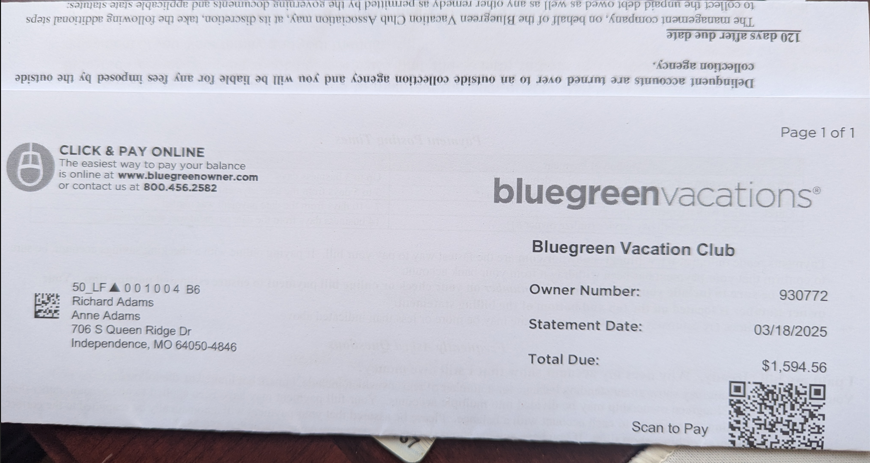 to collect the unpaid debt owed as well as any other remedy as permitted by the governing documents and applicable state statutes:
The management company, on behalf of the Bluegreen Vacation Club Association may, at its discretion, take the following additional steps
120 days after due date
collection agency.
Delinquent accounts are turned over to an outside collection agency and you will be liable for any fees imposed by the outside
Page 1 of 1
CLICK & PAY ONLINE
The easiest way to pay your balance
is online at www.bluegreenowner.com
or contact us at 800.456.2582
bluegreenvacations®
Bluegreen Vacation Club
50_LF▲001004 B6
Richard Adams
Anne Adams
706 S Queen Ridge Dr
Independence, MO 64050-4846
Owner Number: 930772
Statement Date: 03/18/2025
Total Due: $1,594.56
Scan to Pay